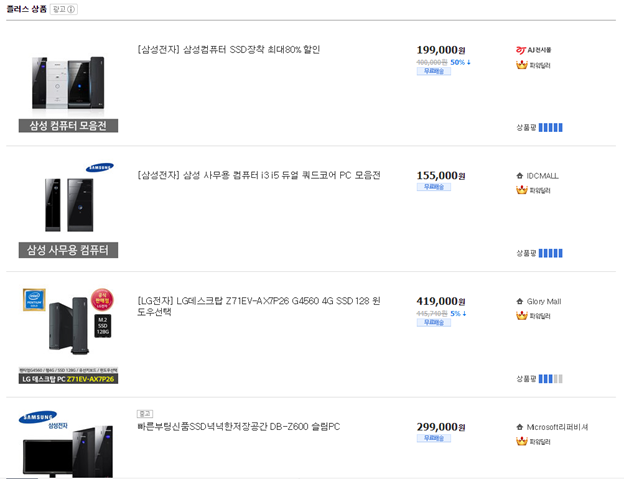 플러스 상품 광고
[삼성전자] 삼성컴퓨터 SSD장착 최대80%할인
199,000원
400,000원 50%↓
무료배송
AJ전시몰
파워딜러
상품평
삼성 컴퓨터 모음전
SAMSUNG
[삼성전자] 삼성 사무용 컴퓨터 i3 i5 듀얼 쿼드코어 PC 모음전
155,000원
무료배송
IDCMALL
파워딜러
상품평
삼성 사무용 컴퓨터
[LG전자] LG데스크탑 Z71EV-AX7P26 G4560 4G SSD 128 윈
도우선택
419,000원
5%↓
무료배송
Glory Mall
파워딜러
M.2
SSD
128G
상품평
LG 데스크탑 PC Z71EV-AX7P26
SAMSUNG
삼성전자
중고
빠른부팅신품SSD넉넉한저장공간 DB-Z600 슬림PC
299,000원
무료배송
Microsoft리퍼비셔
파워딜러